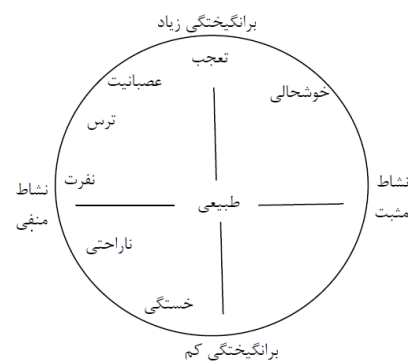 برانگیختگی زیاد
تعجب
عصبانیت
خوشحالی
ترس
نفرت
نشاط
منفی
نشاط
مثبت
طبیعی
ناراحتی
خستگی
برانگیختگی کم